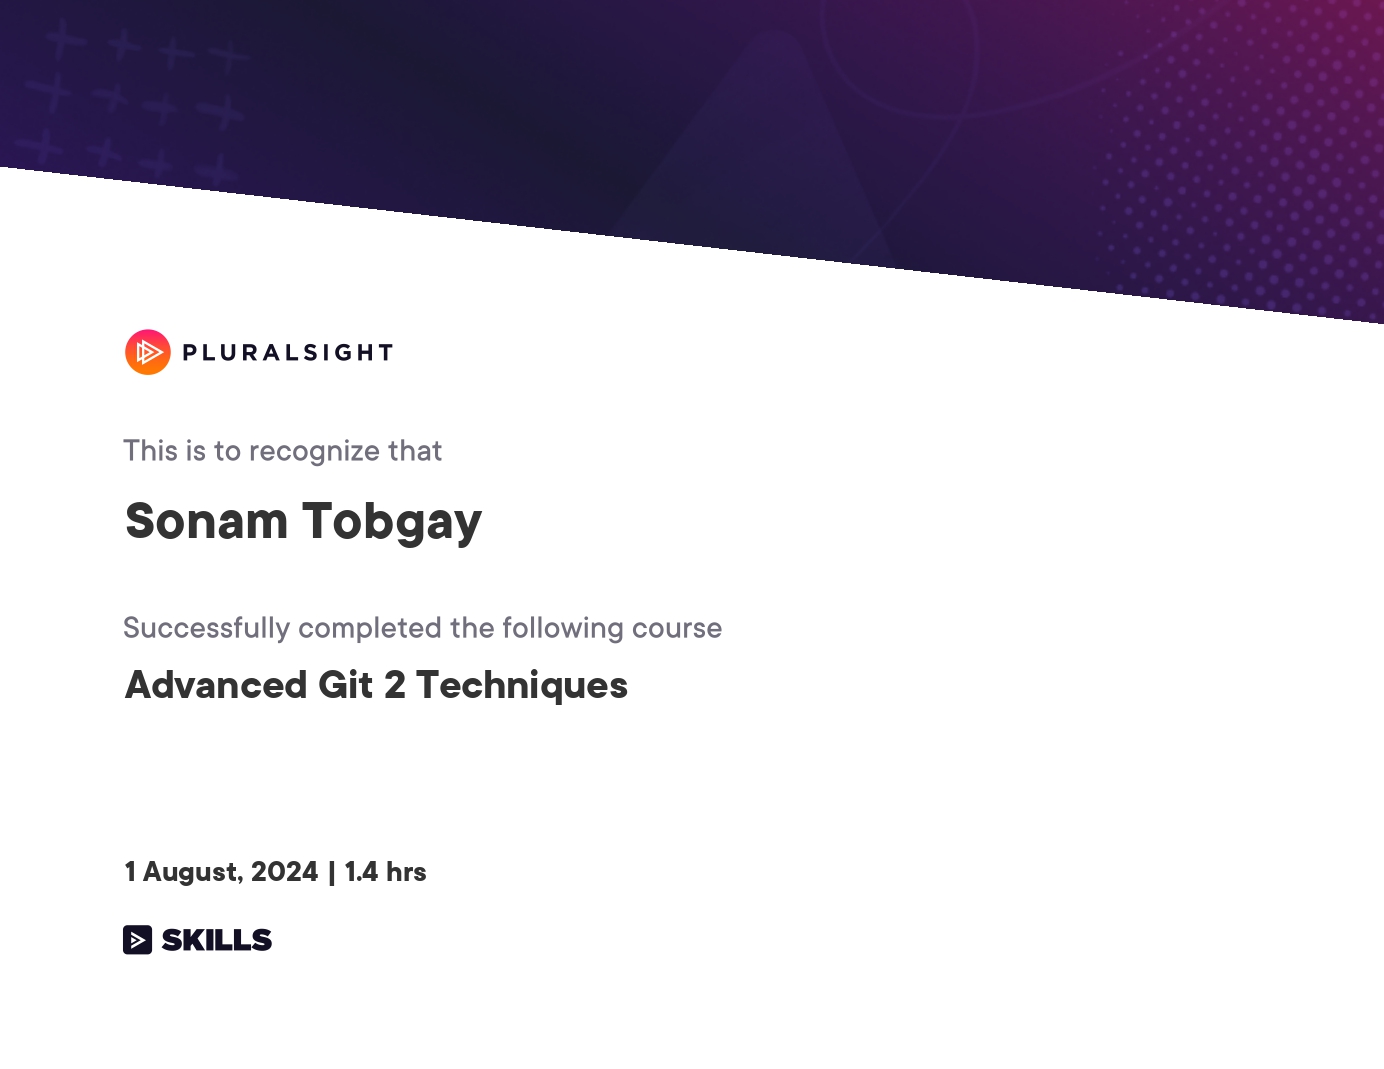 PLURALSIGHT
This is to recognize that
Sonam Tobgay
Successfully completed the following course
Advanced Git 2 Techniques
1 August, 2024 | 1.4 hrs
SKILLS